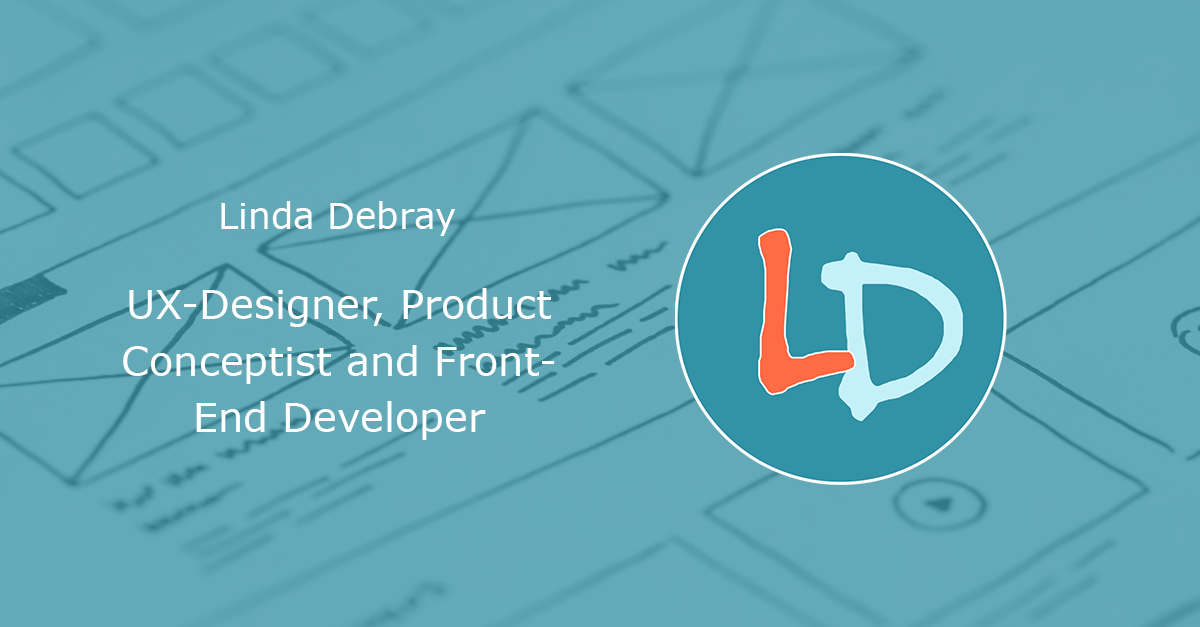 Linda Debray
UX-Designer, Product
Conceptist and Front-
End Developer
LD